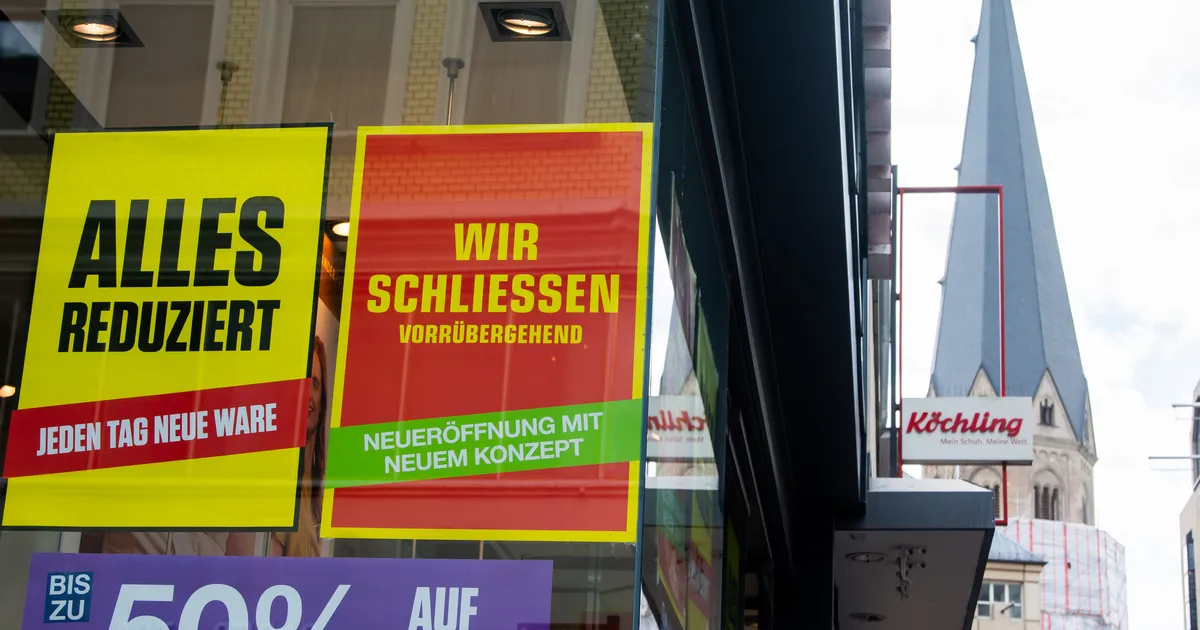 ALLES
REDUZIERT
JEDEN TAG NEUE WARE
WIR
SCHLIESSEN
VORRÜBERGEHEND
NEUERÖFFNUNG MIT
NEUEM KONZEPT
BIS
ZU
50%
AUF
Köchling
Mein Schuh. Meine Welt.